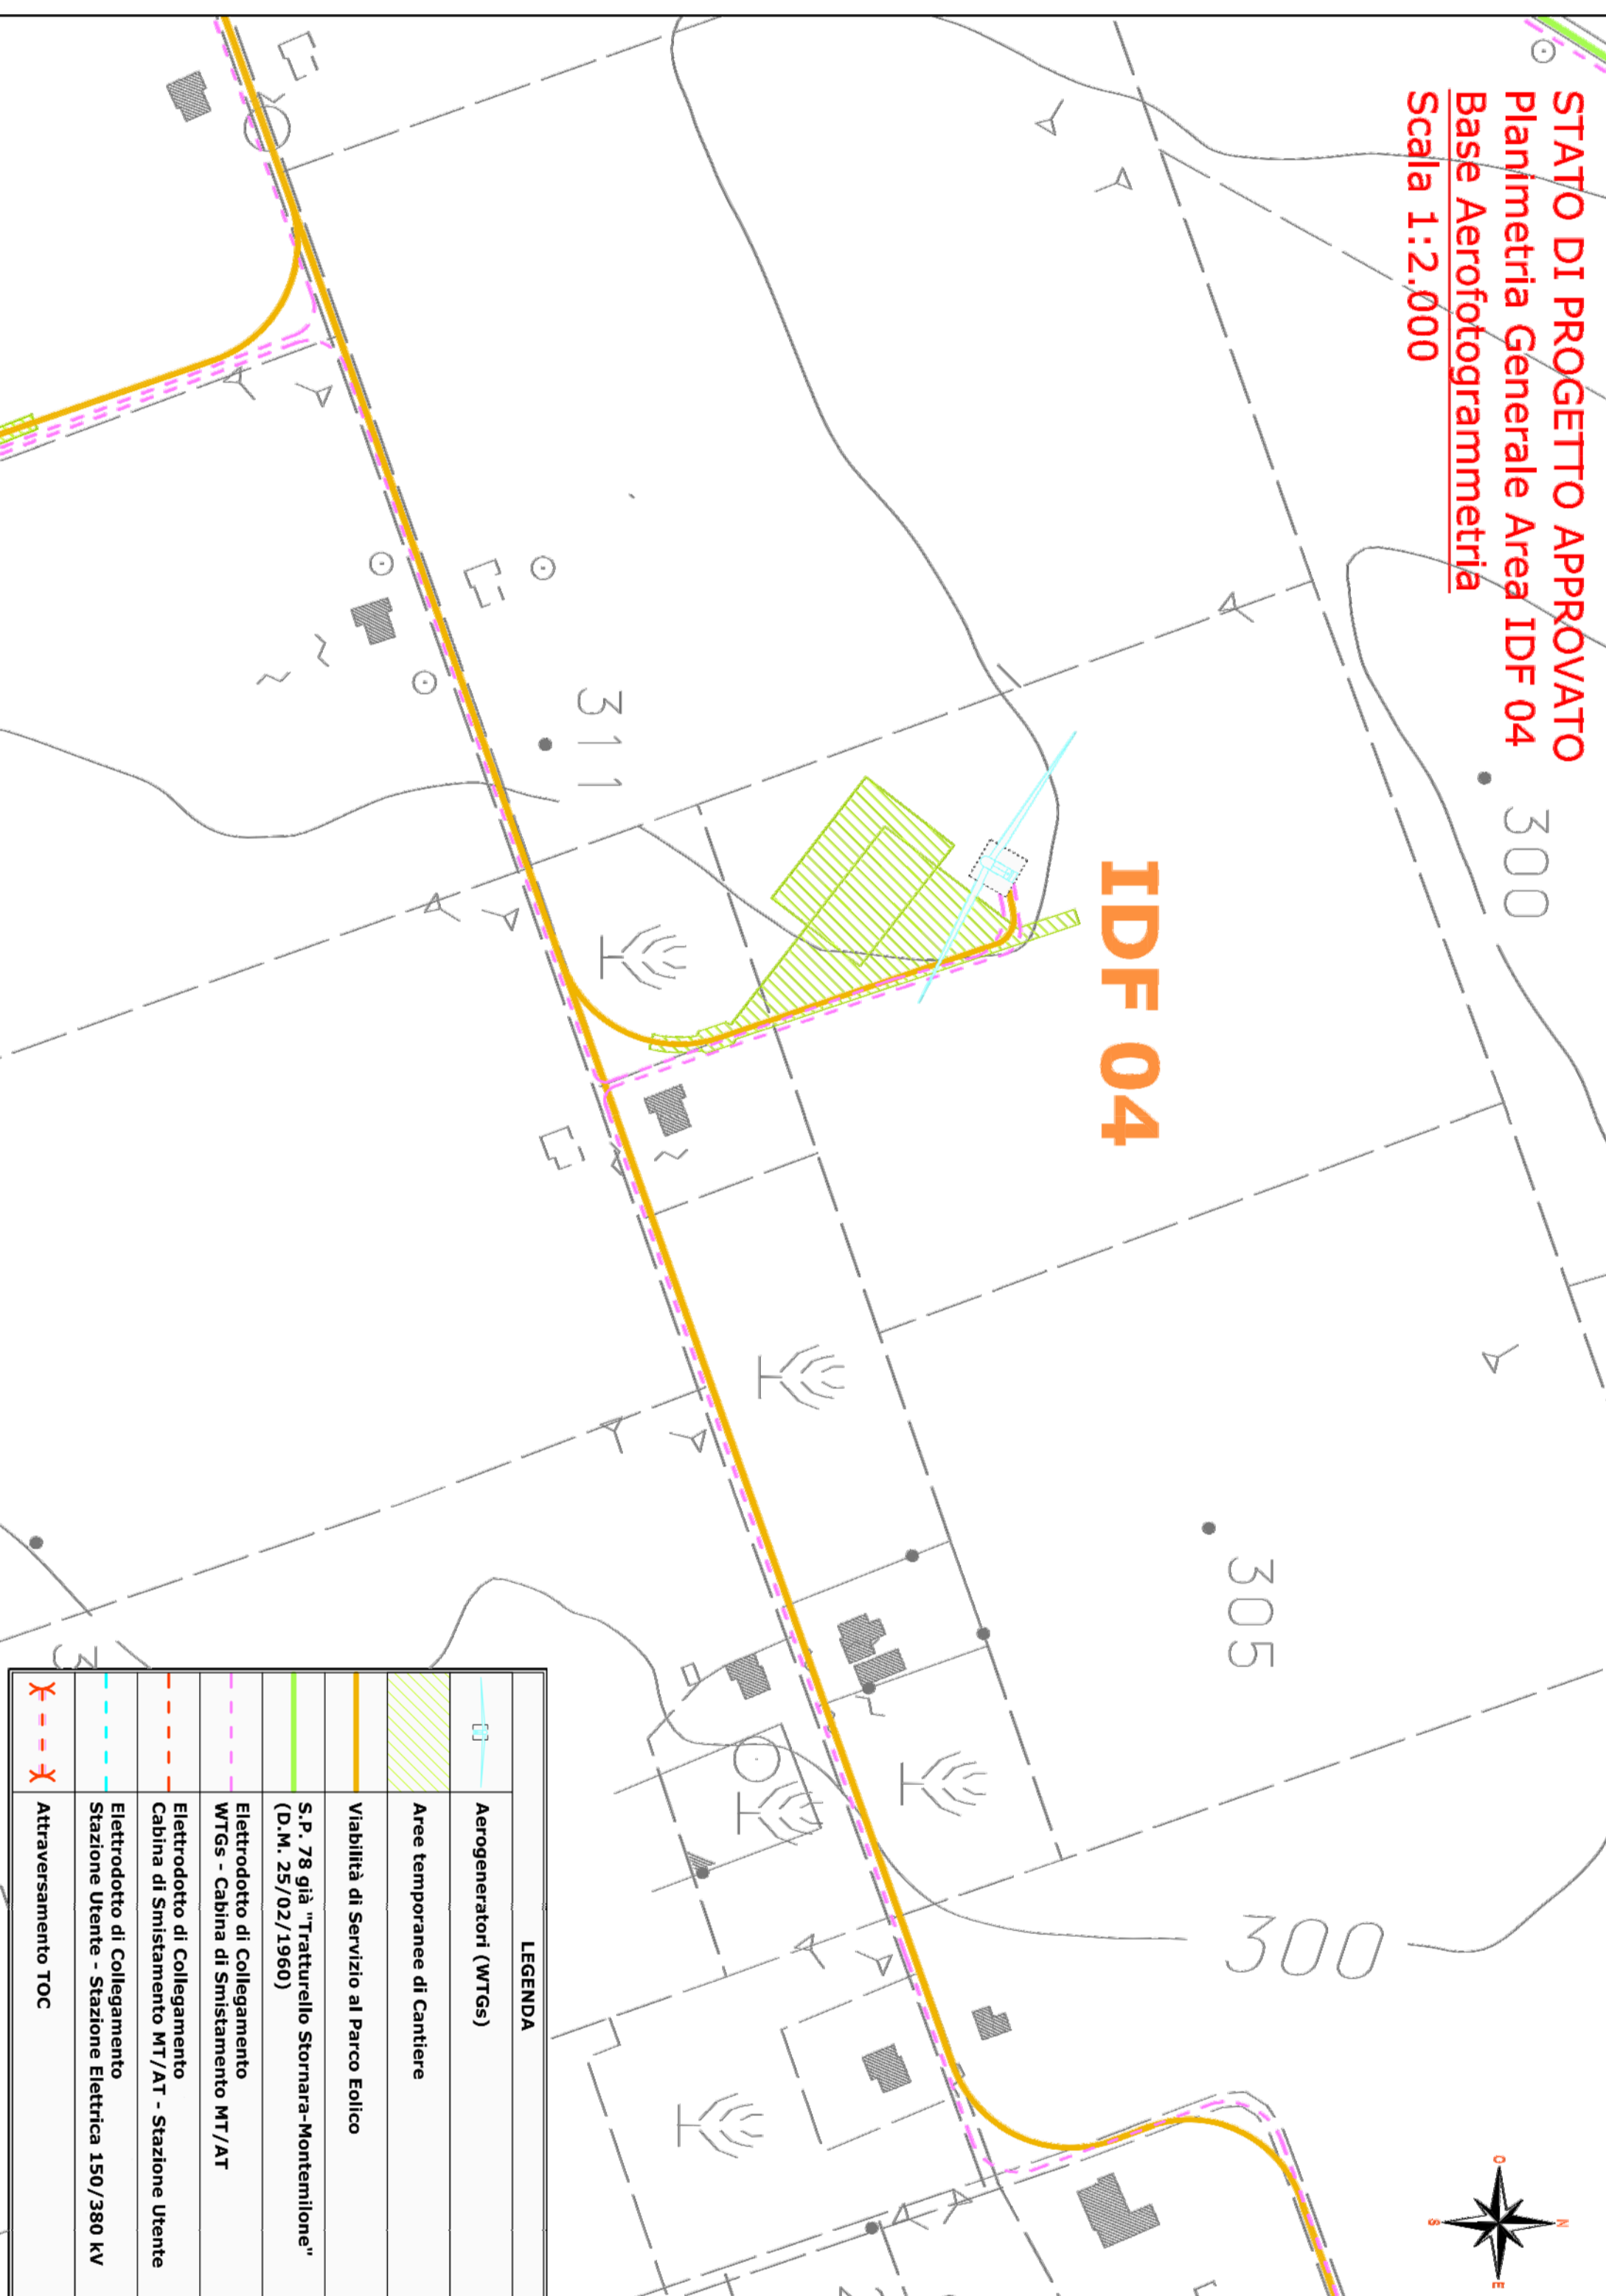 STATO DI PROGETTO APPROVATO
Planimetria Generale Area IDF 04
Base Aerofotogrammetria
Scala 1:2.000
300
IDF 04
311
305
300
3
N
O
E
S
LEGENDA
Aerogeneratori (WTGs)
Aree temporanee di Cantiere
Viabilità di Servizio al Parco Eolico
S.P. 78 già "Tratturello Stornara-Montemilone"
(D.M. 25/02/1960)
Elettrodotto di Collegamento
WTGs - Cabina di Smistamento MT/AT
Elettrodotto di Collegamento
Cabina di Smistamento MT/AT - Stazione Utente
Elettrodotto di Collegamento
Stazione Utente - Stazione Elettrica 150/380 kV
Attraversamento TOC